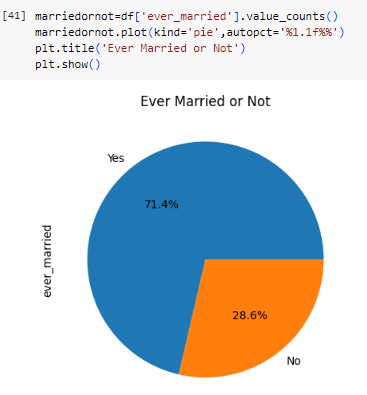 [41] marriedornot=df['ever_married'].value_counts()
marriedornot.plot(kind='pie',autopct='%1.1f%%')
plt.title('Ever Married or Not')
plt.show()
Ever Married or Not
Yes
71.4%
ever_married
28.6%
No